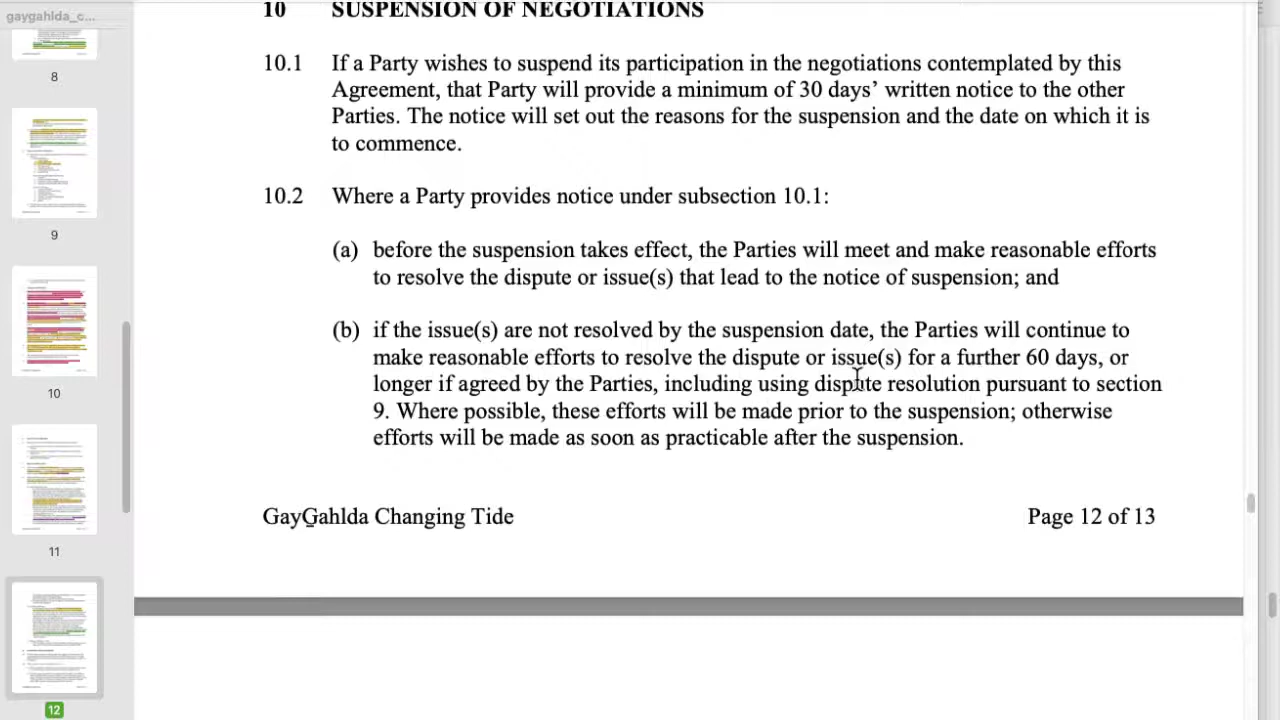 gaygahlda_c...
8
9
10
11
12
10 SUSPENSION OF NEGOTIATIONS
10.1 If a Party wishes to suspend its participation in the negotiations contemplated by this
Agreement, that Party will provide a minimum of 30 days’ written notice to the other
Parties. The notice will set out the reasons for the suspension and the date on which it is
to commence.
10.2 Where a Party provides notice under subsection 10.1:
(a) before the suspension takes effect, the Parties will meet and make reasonable efforts
to resolve the dispute or issue(s) that lead to the notice of suspension; and
(b) if the issue(s) are not resolved by the suspension date, the Parties will continue to
make reasonable efforts to resolve the dispute or issue(s) for a further 60 days, or
longer if agreed by the Parties, including using dispute resolution pursuant to section
9. Where possible, these efforts will be made prior to the suspension; otherwise
efforts will be made as soon as practicable after the suspension.
GayG̲ahlda Changing Tide
Page 12 of 13